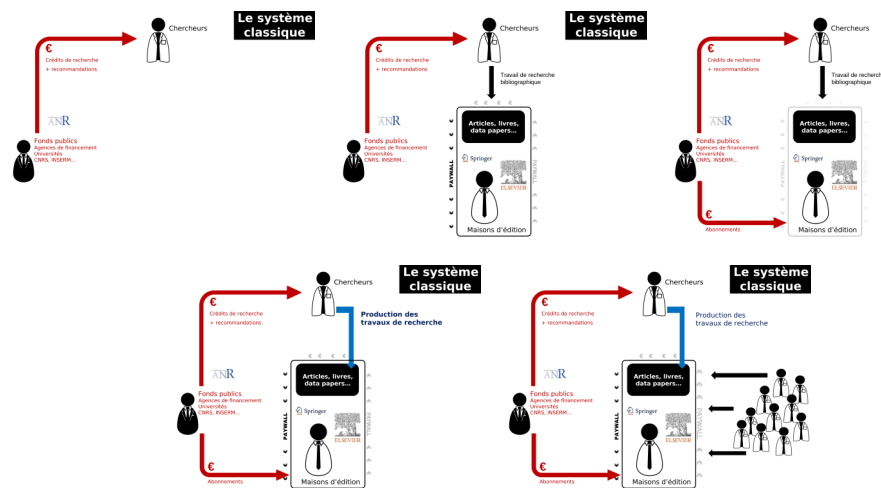 Le système
classique
Chercheurs
€
Crédits de recherche
+ recommandations
ANR
Fonds publics
Agences de financement
Universités
CNRS, INSERM...
Le système
classique
Chercheurs
€
Crédits de recherche
+ recommandations
Travail de recherche
bibliographique
ANR
Fonds publics
Agences de financement
Universités
CNRS, INSERM...
€ € € €
Articles, livres,
data papers...
Springer
ELSEVIER
PAYWALL
PAYWALL
Maisons d'édition
Chercheurs
€
Crédits de recherche
+ recommandations
Travail de recherche
bibliographique
ANR
Fonds publics
Agences de financement
Universités
CNRS, INSERM...
Articles, livres,
data papers...
Springer
ELSEVIER
PAYWALL
PAYWALL
€
Abonnements
Maisons d'édition
Le système
classique
Chercheurs
€
Crédits de recherche
+ recommandations
Production des
travaux de recherche
ANR
Fonds publics
Agences de financement
Universités
CNRS, INSERM...
€ € € €
Articles, livres,
data papers...
Springer
ELSEVIER
PAYWALL
PAYWALL
€
Abonnements
Maisons d'édition
Le système
classique
Chercheurs
€
Crédits de recherche
+ recommandations
Production des
travaux de recherche
ANR
Fonds publics
Agences de financement
Universités
CNRS, INSERM...
€ € € €
Articles, livres,
data papers...
Springer
ELSEVIER
PAYWALL
PAYWALL
€
Abonnements
Maisons d'édition